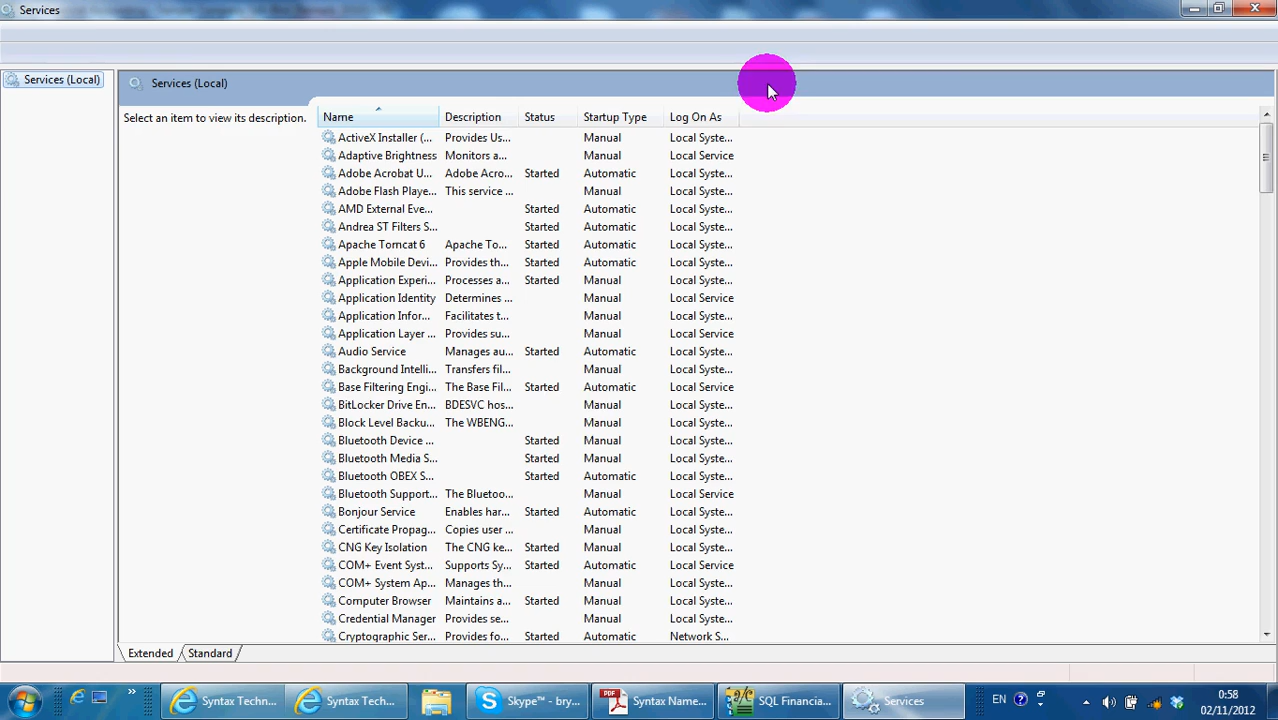 Services
Services (Local)
Services (Local)
Select an item to view its description.
Name Description Status Startup Type Log On As
ActiveX Installer (... Provides Us... Manual Local Syste...
Adaptive Brightness Monitors a... Manual Local Service
Adobe Acrobat U... Adobe Acro... Started Automatic Local Syste...
Adobe Flash Playe... This service ... Manual Local Syste...
AMD External Eve... Started Automatic Local Syste...
Andrea ST Filters S... Started Automatic Local Syste...
Apache Tomcat 6 Apache To... Started Automatic Local Syste...
Apple Mobile Devi... Provides th... Started Automatic Local Syste...
Application Experi... Processes a... Started Manual Local Syste...
Application Identity Determines ... Manual Local Service
Application Infor... Facilitates t... Manual Local Syste...
Application Layer ... Provides su... Manual Local Service
Audio Service Manages au... Started Automatic Local Syste...
Background Intelli... Transfers fil... Manual Local Syste...
Base Filtering Engi... The Base Fil... Started Automatic Local Service
BitLocker Drive En... BDESVC hos... Manual Local Syste...
Block Level Backu... The WBENG... Manual Local Syste...
Bluetooth Device ... Started Manual Local Syste...
Bluetooth Media S... Started Manual Local Syste...
Bluetooth OBEX S... Started Automatic Local Syste...
Bluetooth Support... The Bluetoo... Manual Local Service
Bonjour Service Enables har... Started Automatic Local Syste...
Certificate Propag... Copies user ... Manual Local Syste...
CNG Key Isolation The CNG ke... Started Manual Local Syste...
COM+ Event Syst... Supports Sy... Started Automatic Local Service
COM+ System Ap... Manages th... Manual Local Syste...
Computer Browser Maintains a... Started Manual Local Syste...
Credential Manager Provides se... Manual Local Syste...
Cryptographic Ser... Provides fo... Started Automatic Network S...
Extended Standard
Syntax Techn... Syntax Tech... Skype™ - bry... Syntax Name... SQL Financia... Services EN 0:58
02/11/2012